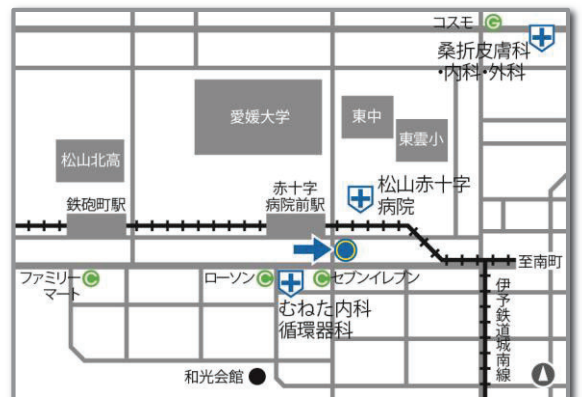 コスモ
桑折皮膚科
・内科・外科
愛媛大学
東中
東雲小
松山北高
松山赤十字
病院
赤十字
病院前駅
鉄砲町駅
至南町
ファミリー
マート
ローソン
セブンイレブン
むねた内科
循環器科
伊予鉄道城南線
和光会館